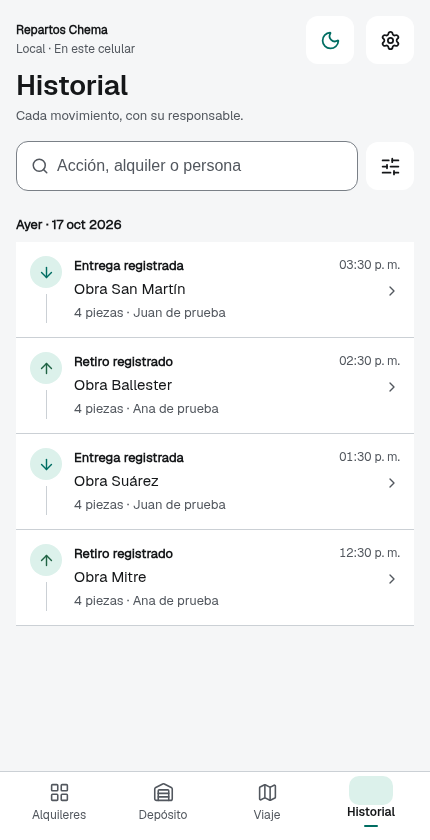 Repartos Chema
Local · En este celular
Historial
Cada movimiento, con su responsable.
Acción, alquiler o persona
Ayer · 17 oct 2026
Entrega registrada
03:30 p. m.
Obra San Martín
4 piezas · Juan de prueba
Retiro registrado
02:30 p. m.
Obra Ballester
4 piezas · Ana de prueba
Entrega registrada
01:30 p. m.
Obra Suárez
4 piezas · Juan de prueba
Retiro registrado
12:30 p. m.
Obra Mitre
4 piezas · Ana de prueba
Alquileres
Depósito
Viaje
Historial